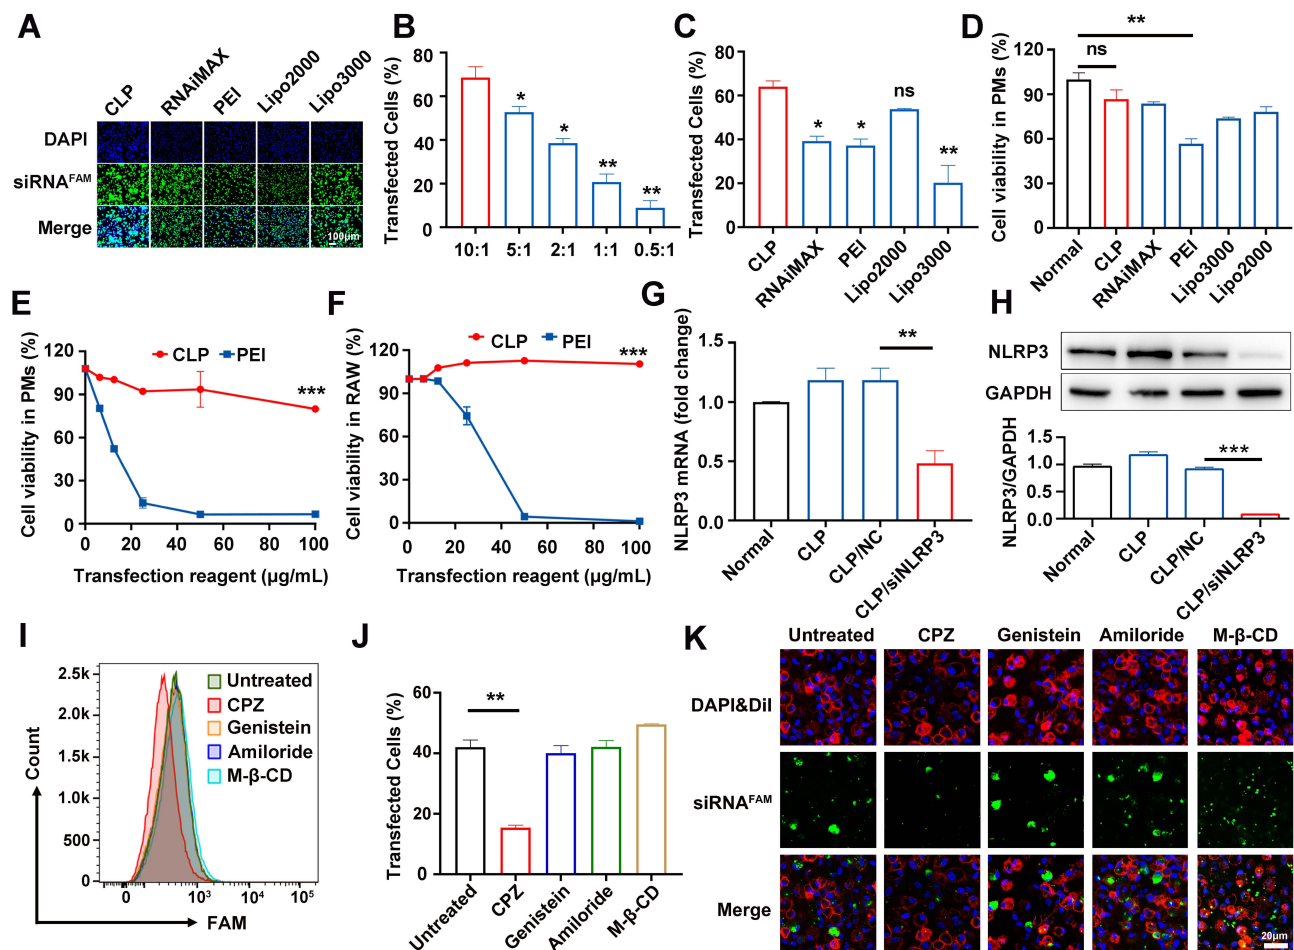 A
CLP
RNAiMAX
PEI
Lipo2000
Lipo3000
DAPI
siRNAFAM
Merge
100μm
B
Transfected Cells (%)
80
60
40
20
0
*
*
**
**
10:1 5:1 2:1 1:1 0.5:1
C
Transfected Cells (%)
80
60
40
20
0
*
*
ns
**
CLP
RNAiMAX
PEI
Lipo2000
Lipo3000
D
Cell viability in PMs (%)
120
90
60
30
0
**
ns
Normal
CLP
RNAiMAX
PEI
Lipo3000
Lipo2000
E
Cell viability in PMs (%)
120
90
60
30
0
CLP PEI
***
0 20 40 60 80 100
Transfection reagent (μg/mL)
F
Cell viability in RAW (%)
120
90
60
30
0
CLP PEI
***
0 20 40 60 80 100
Transfection reagent (μg/mL)
G
NLRP3 mRNA (fold change)
1.5
1.0
0.5
0.0
**
Normal
CLP
CLP/NC
CLP/siNLRP3
H
NLRP3
GAPDH
NLRP3/GAPDH
1.5
1.0
0.5
0.0
***
Normal
CLP
CLP/NC
CLP/siNLRP3
I
Count
2.5k
2.0k
1.5k
1.0k
500
0
Untreated
CPZ
Genistein
Amiloride
M-β-CD
0 10³ 10⁴ 10⁵
FAM
J
Transfected Cells (%)
60
40
20
0
**
Untreated
CPZ
Genistein
Amiloride
M-β-CD
K
Untreated CPZ Genistein Amiloride M-β-CD
DAPI&Dil
siRNAFAM
Merge
20μm